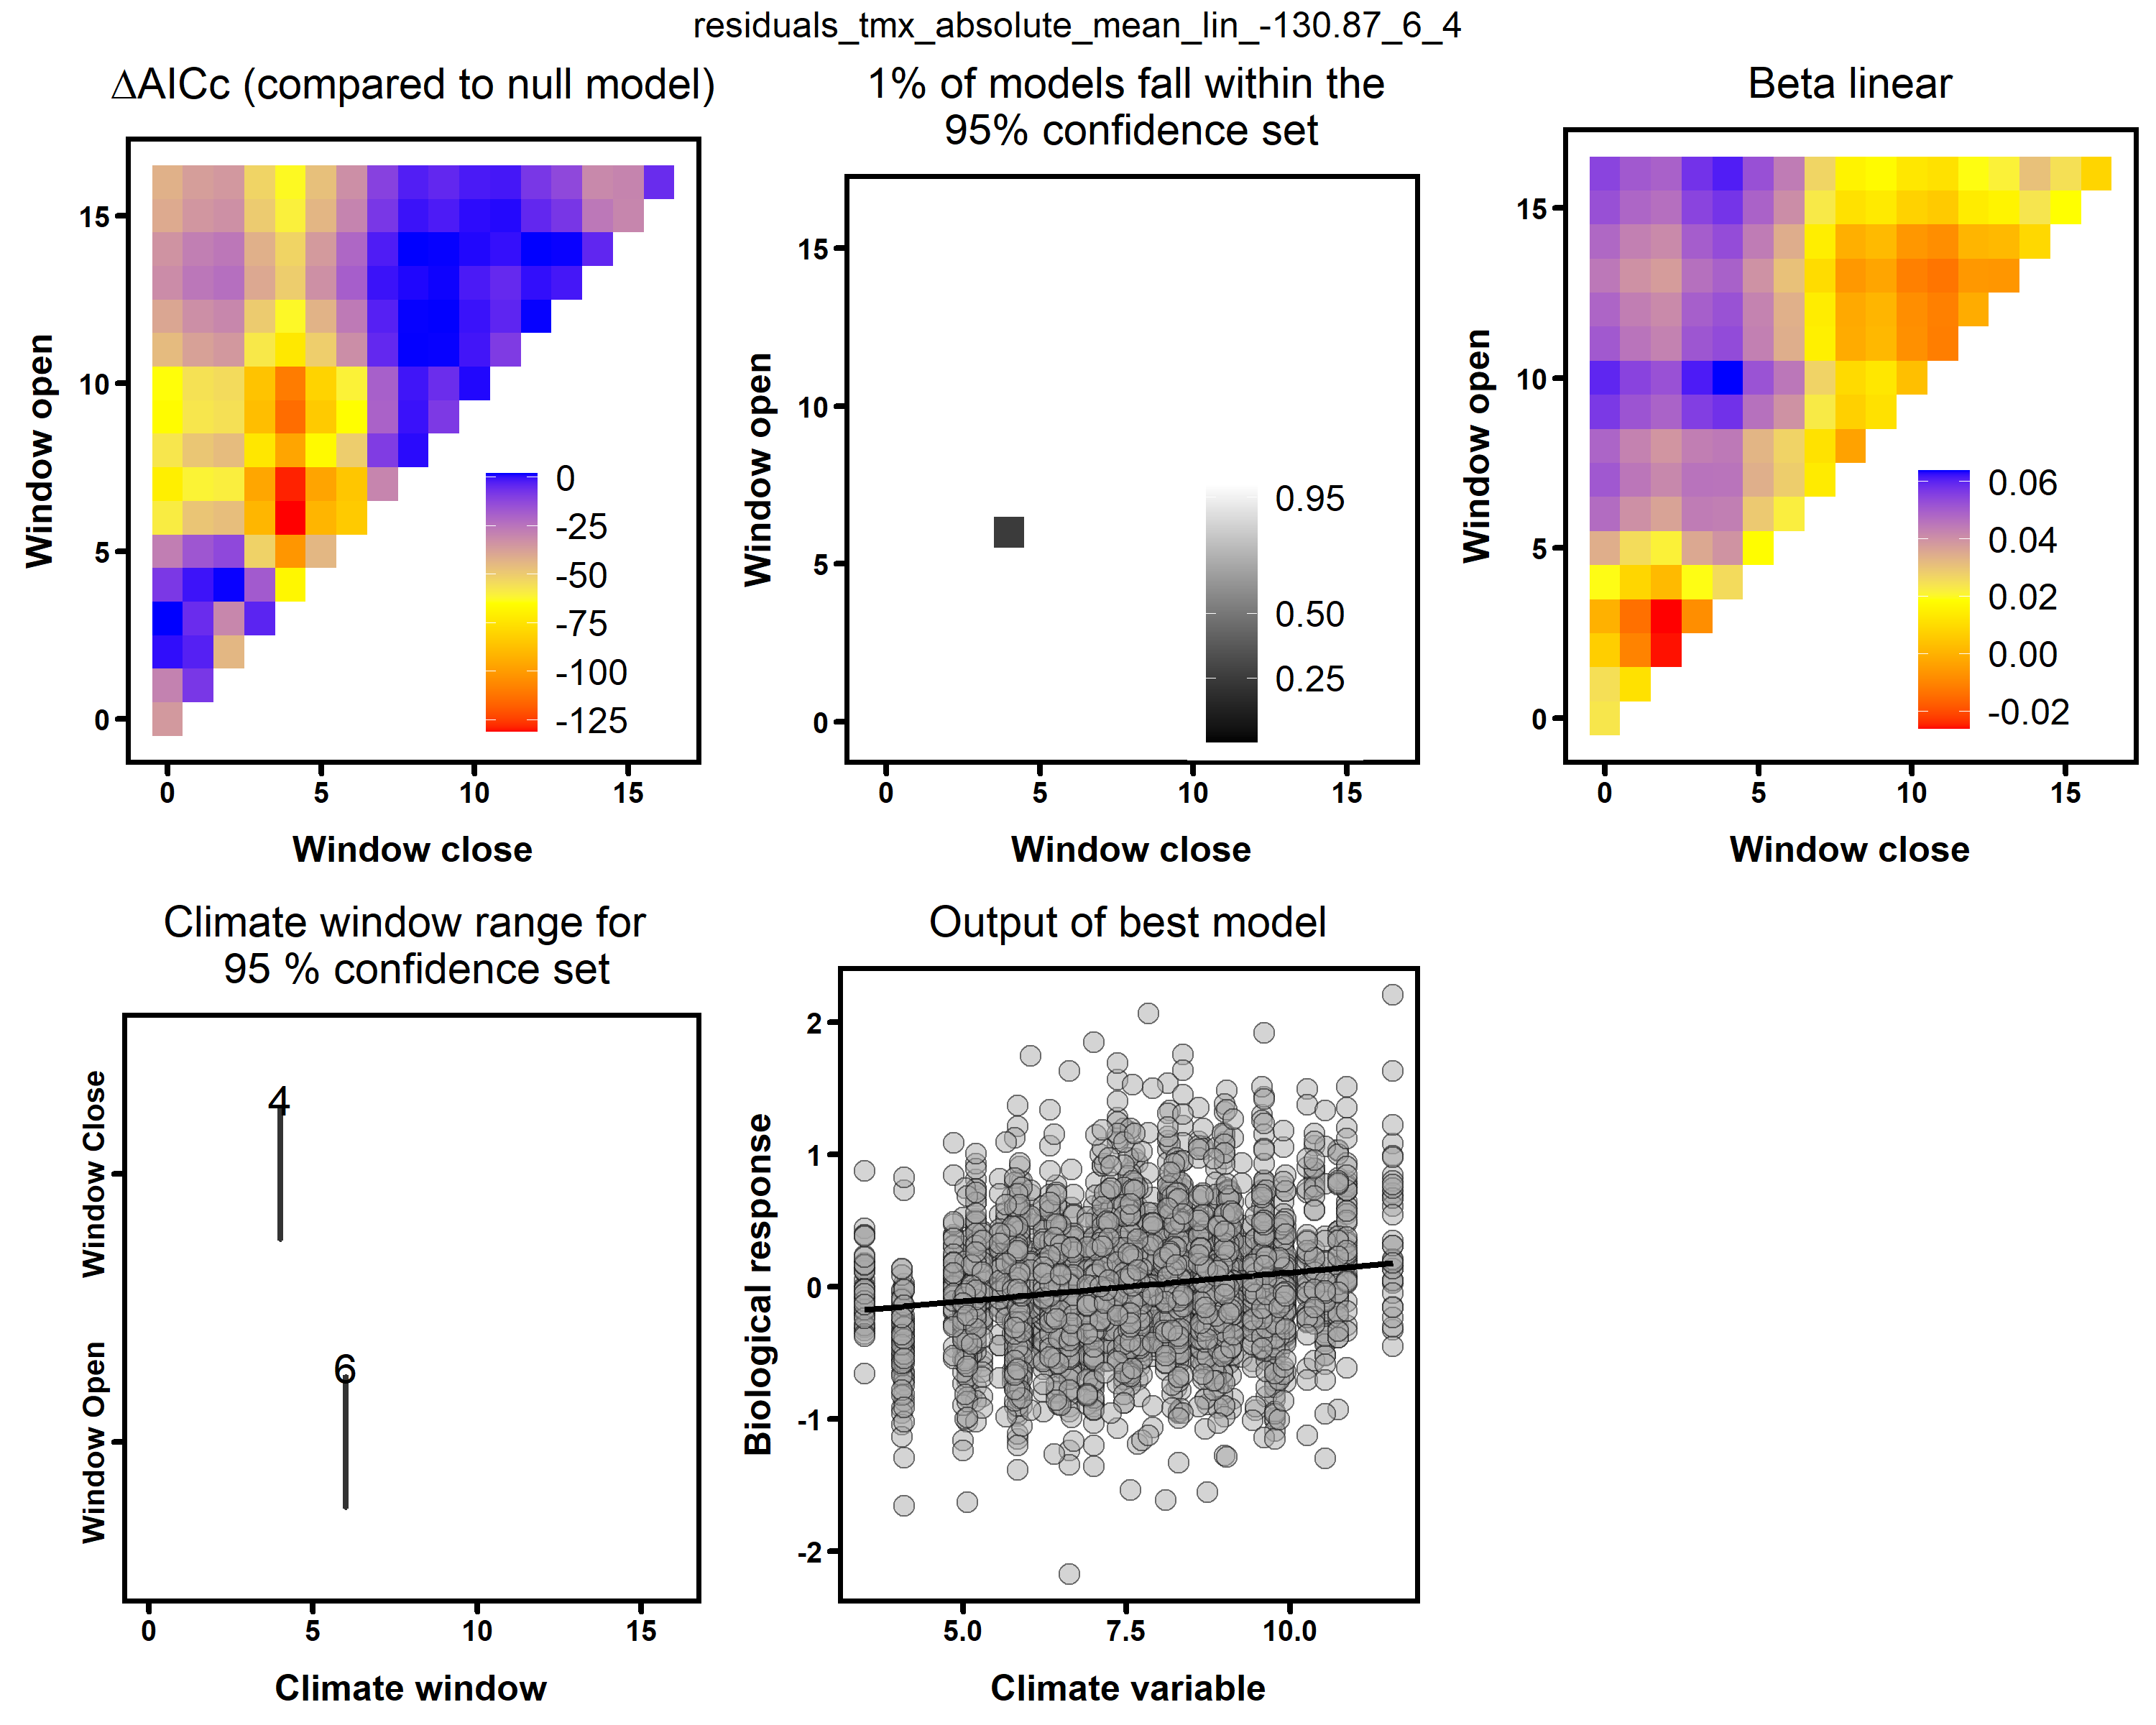 residuals_tmx_absolute_mean_lin_-130.87_6_4
ΔAICc (compared to null model)
Window open
15
10
5
0
0
-25
-50
-75
-100
-125
0 5 10 15
Window close
1% of models fall within the
95% confidence set
Window open
15
10
5
0
0.95
0.50
0.25
0 5 10 15
Window close
Beta linear
Window open
15
10
5
0
0.06
0.04
0.02
0.00
-0.02
0 5 10 15
Window close
Climate window range for
95 % confidence set
Window Close
Window Open
4
6
0 5 10 15
Climate window
Output of best model
Biological response
2
1
0
-1
-2
5.0 7.5 10.0
Climate variable